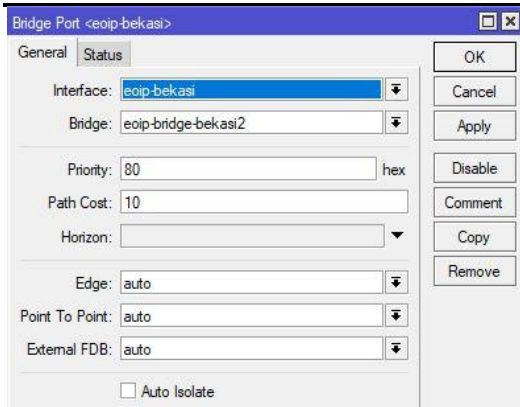 Bridge Port <eoip-bekasi>
General Status
OK
Interface: eoip-bekasi
Cancel
Bridge: eoip-bridge-bekasi2
Apply
Priority: 80 hex
Disable
Path Cost: 10
Comment
Horizon:
Copy
Remove
Edge: auto
Point To Point: auto
External FDB: auto
Auto Isolate